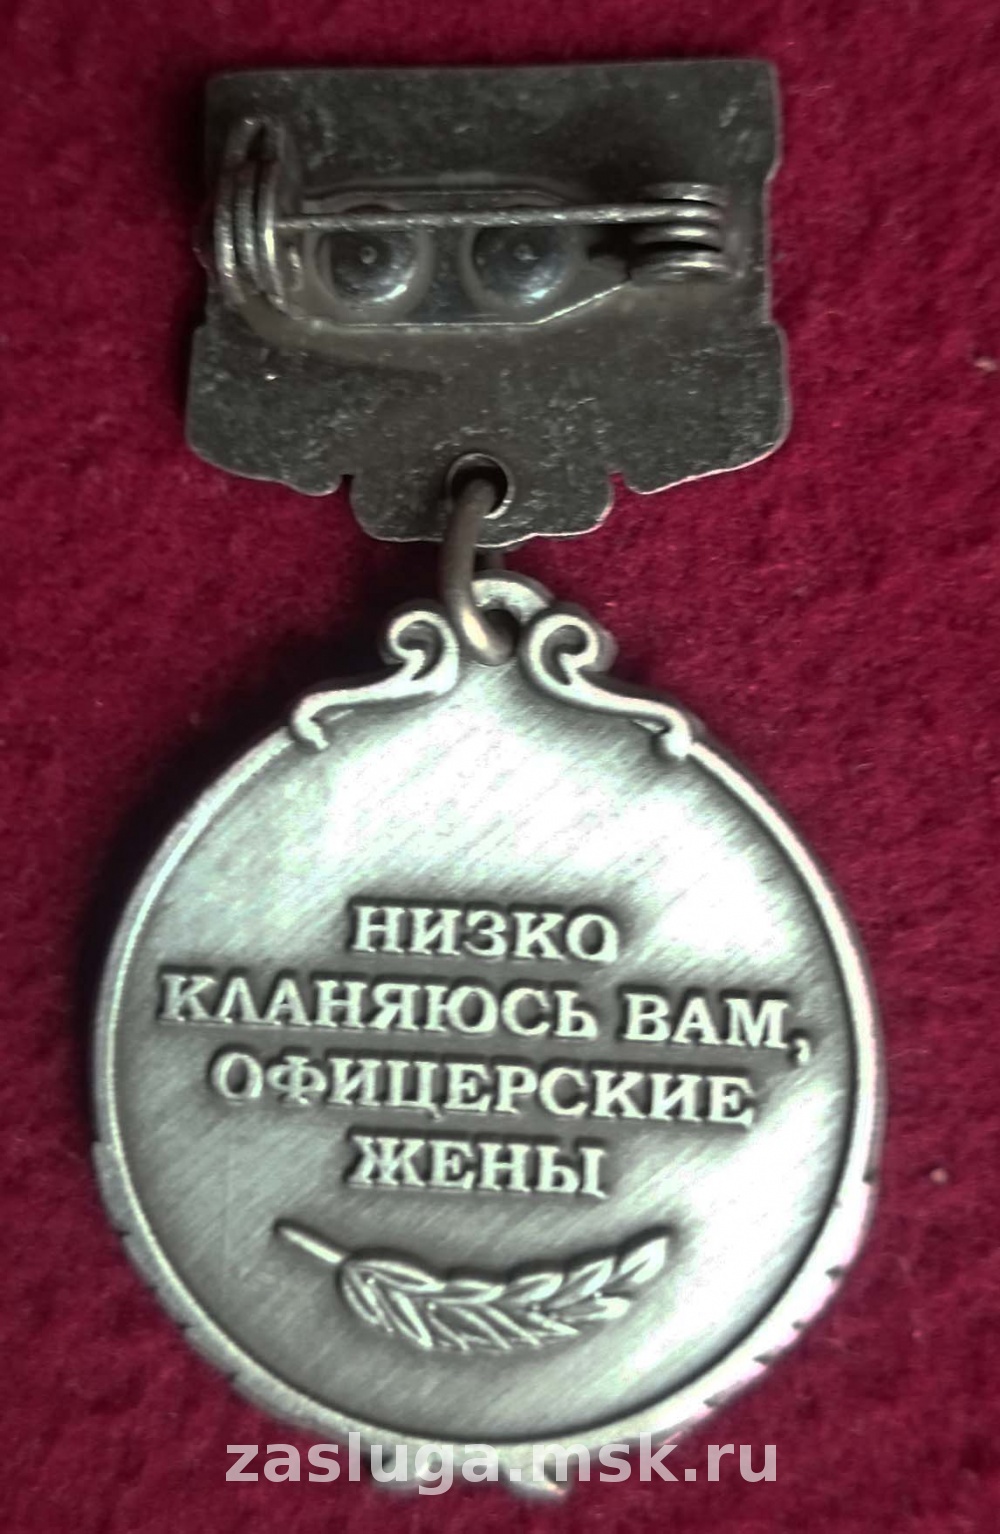 НИЗКО
КЛАНЯЮСЬ ВАМ,
ОФИЦЕРСКИЕ
ЖЕНЫ
zasluga.msk.ru